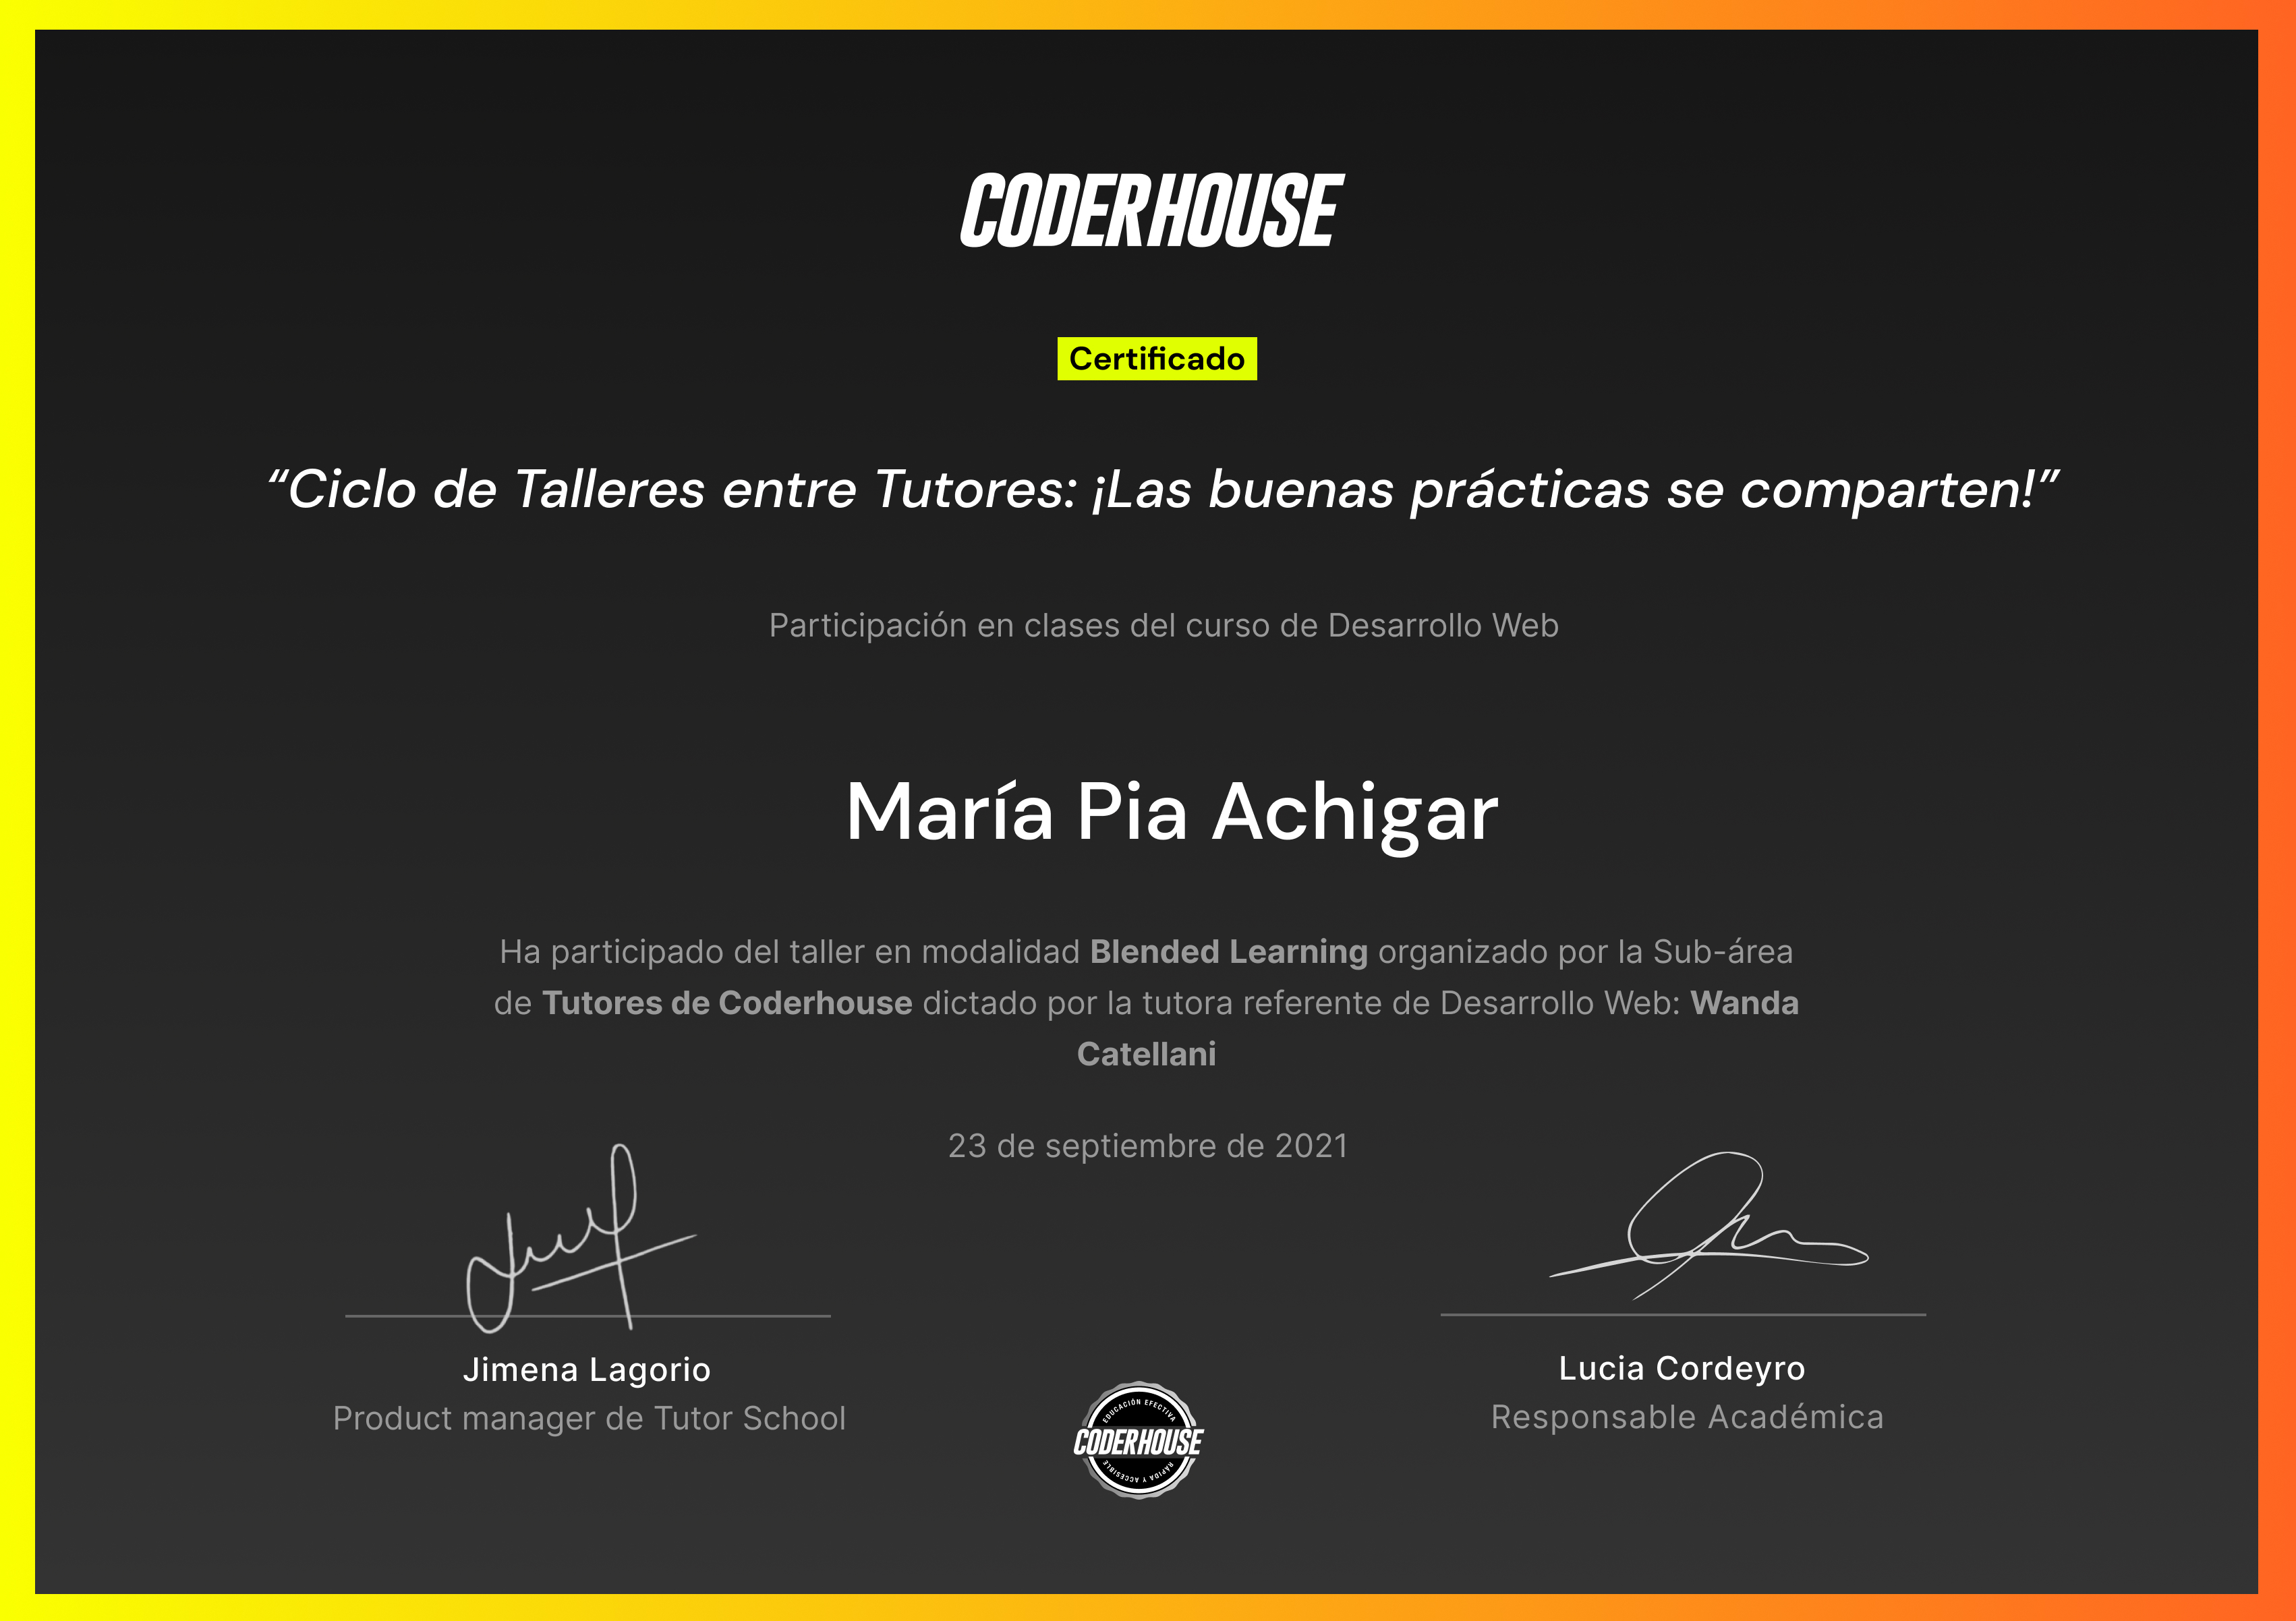 CODERHOUSE
Certificado
“Ciclo de Talleres entre Tutores: ¡Las buenas prácticas se comparten!”
Participación en clases del curso de Desarrollo Web
María Pia Achigar
Ha participado del taller en modalidad Blended Learning organizado por la Sub-área
de Tutores de Coderhouse dictado por la tutora referente de Desarrollo Web: Wanda
Catellani
23 de septiembre de 2021
Jimena Lagorio
Product manager de Tutor School
Lucia Cordeyro
Responsable Académica
EDUCACIÓN EFECTIVA
CODERHOUSE
RÁPIDA Y ACCESIBLE